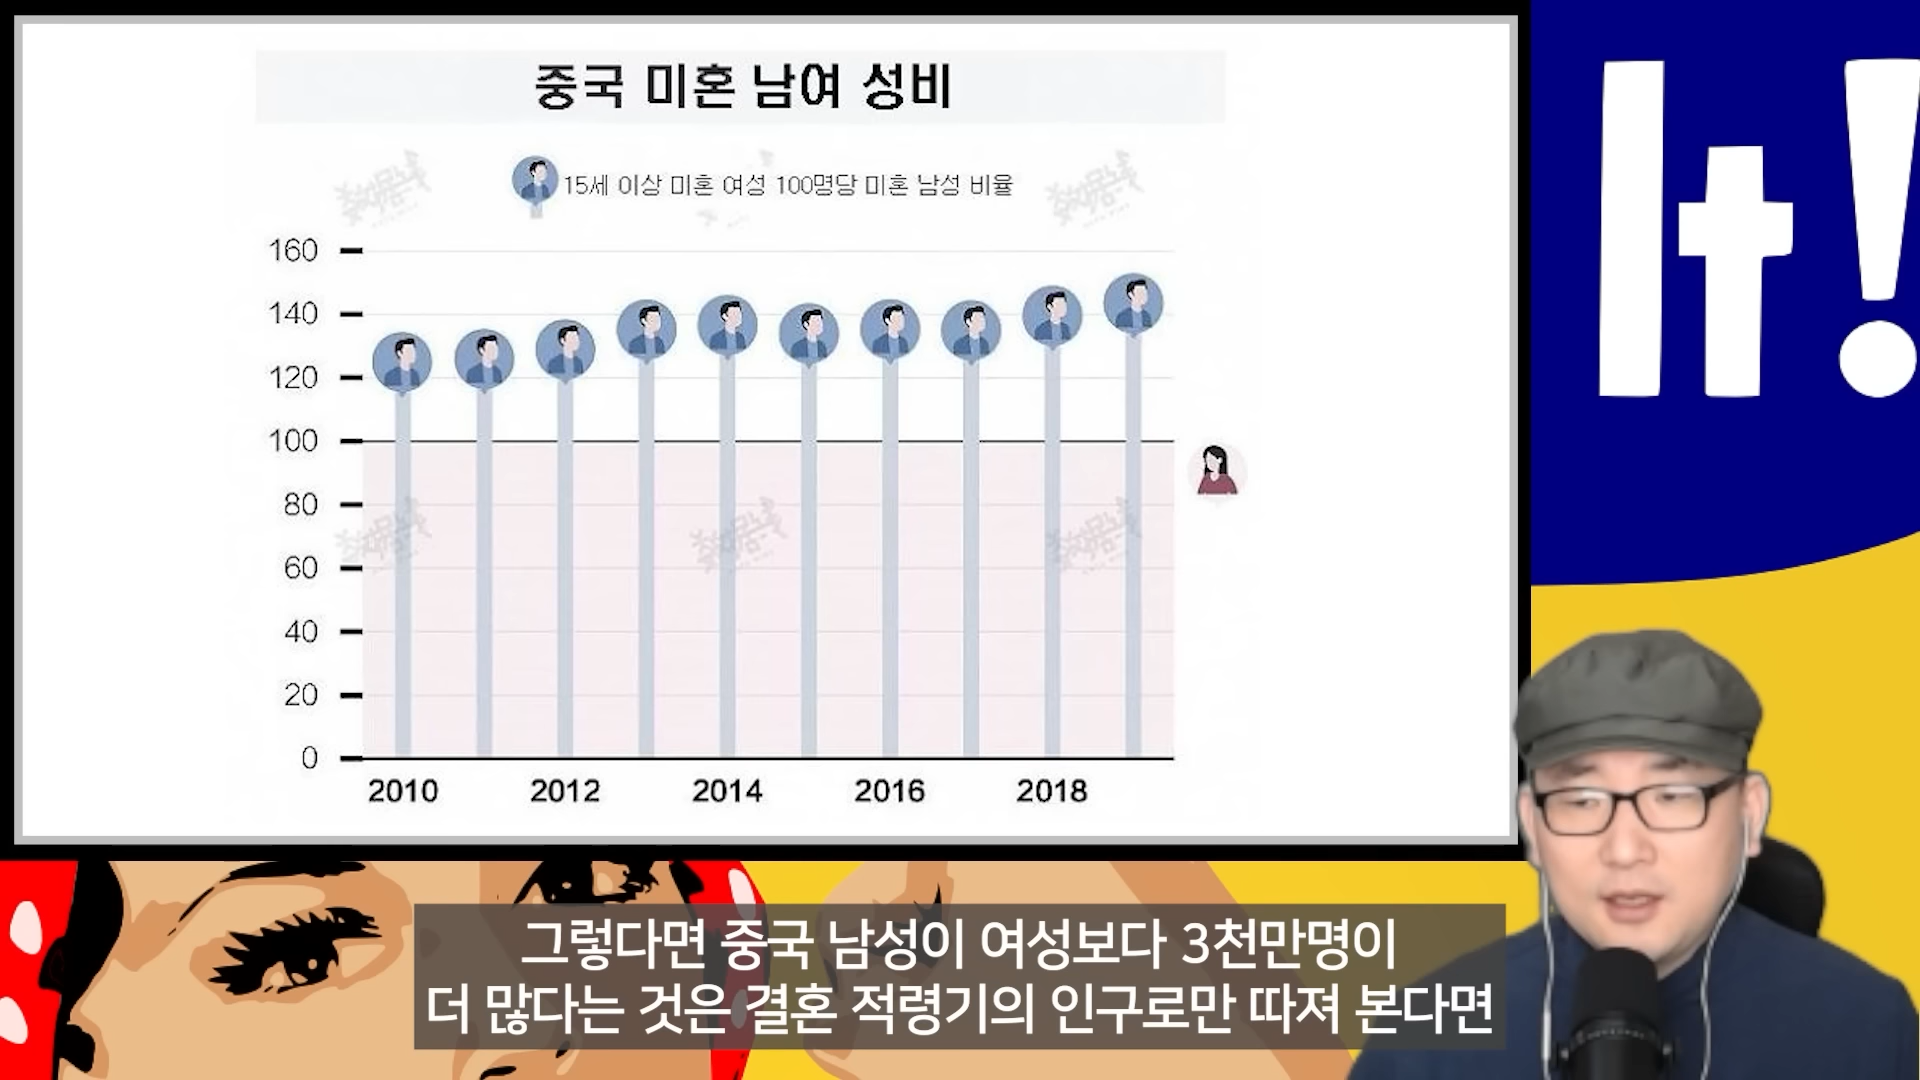 중국 미혼 남여 성비
15세 이상 미혼 여성 100명당 미혼 남성 비율
160
140
120
100
80
60
40
20
0
2010 2012 2014 2016 2018
It!
그렇다면 중국 남성이 여성보다 3천만명이
더 많다는 것은 결혼 적령기의 인구로만 따져 본다면